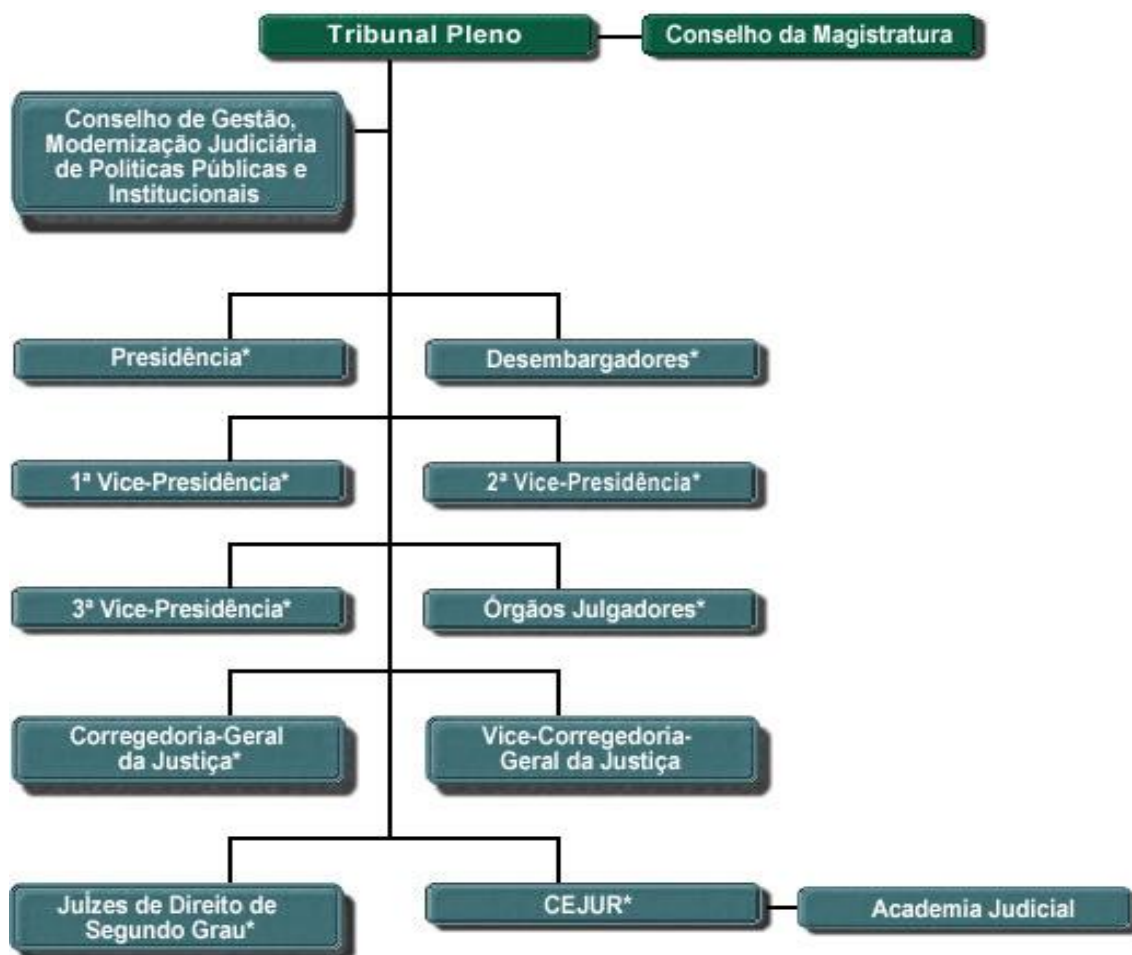 Tribunal Pleno
Conselho da Magistratura
Conselho de Gestão,
Modernização Judiciária
de Políticas Públicas e
Institucionais
Presidência*
Desembargadores*
1ª Vice-Presidência*
2ª Vice-Presidência*
3ª Vice-Presidência*
Órgãos Julgadores*
Corregedoria-Geral
da Justiça*
Vice-Corregedoria-
Geral da Justiça
Juízes de Direito de
Segundo Grau*
CEJUR*
Academia Judicial